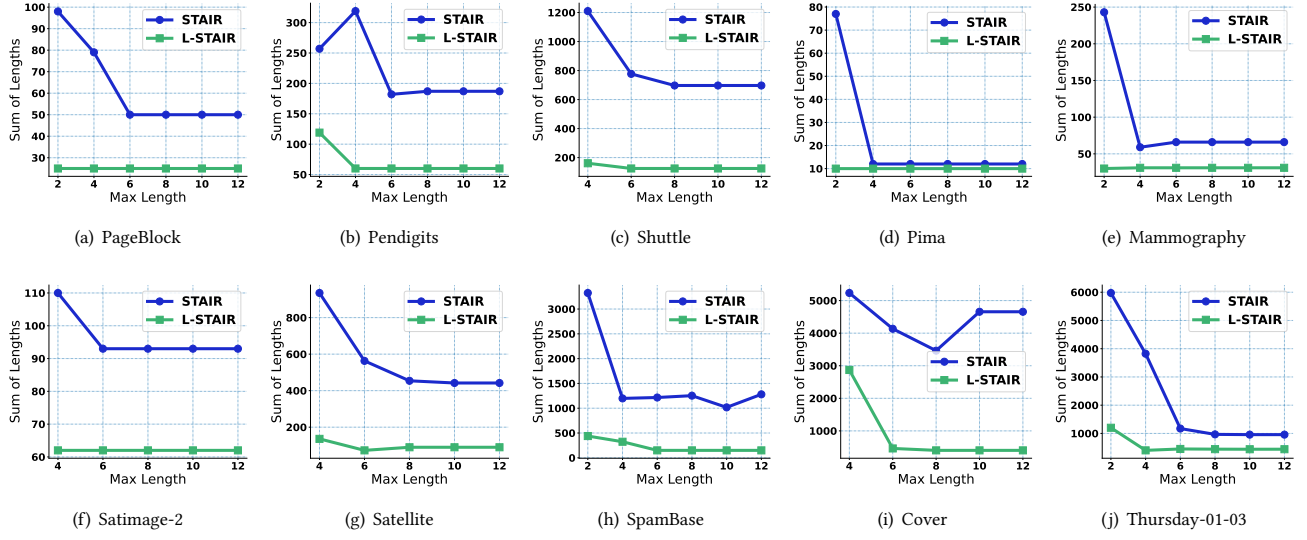 100
90
80
70
60
50
40
30
Sum of Lengths
STAIR
L-STAIR
2 4 6 8 10 12
Max Length
(a) PageBlock
300
250
200
150
100
50
Sum of Lengths
STAIR
L-STAIR
2 4 6 8 10 12
Max Length
(b) Pendigits
1200
1000
800
600
400
200
Sum of Lengths
STAIR
L-STAIR
4 6 8 10 12
Max Length
(c) Shuttle
80
70
60
50
40
30
20
10
Sum of Lengths
STAIR
L-STAIR
2 4 6 8 10 12
Max Length
(d) Pima
250
200
150
100
50
Sum of Lengths
STAIR
L-STAIR
2 4 6 8 10 12
Max Length
(e) Mammography
110
100
90
80
70
60
Sum of Lengths
STAIR
L-STAIR
4 6 8 10 12
Max Length
(f) Satimage-2
800
600
400
200
Sum of Lengths
STAIR
L-STAIR
4 6 8 10 12
Max Length
(g) Satellite
3000
2500
2000
1500
1000
500
0
Sum of Lengths
STAIR
L-STAIR
2 4 6 8 10 12
Max Length
(h) SpamBase
5000
4000
3000
2000
1000
Sum of Lengths
STAIR
L-STAIR
4 6 8 10 12
Max Length
(i) Cover
6000
5000
4000
3000
2000
1000
Sum of Lengths
STAIR
L-STAIR
2 4 6 8 10 12
Max Length
(j) Thursday-01-03